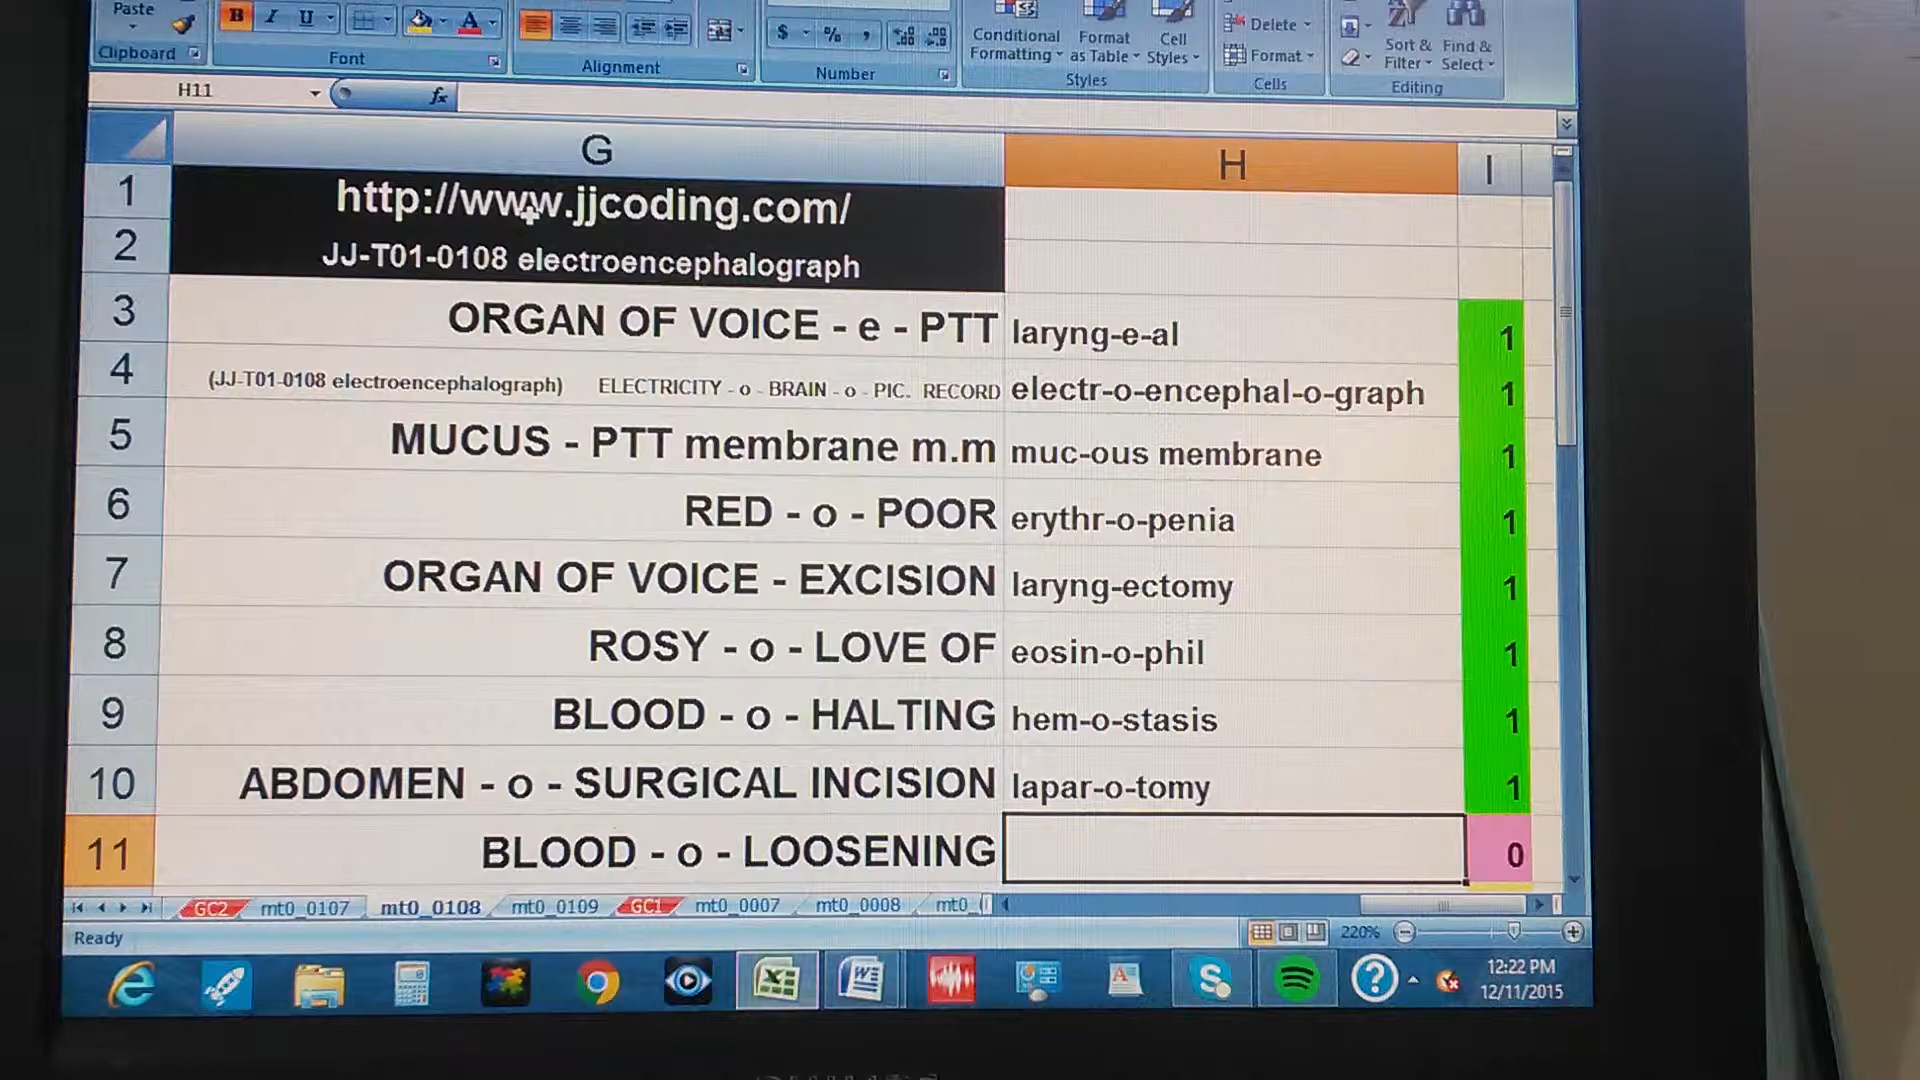 Paste
Clipboard
B I U
Font
Alignment
$ % ,
Number
Conditional Formatting
Format as Table
Cell Styles
Styles
Delete
Format
Cells
Sort & Filter
Find & Select
Editing
H11 fx
G H I
1 http://www.jjcoding.com/
2 JJ-T01-0108 electroencephalograph
3 ORGAN OF VOICE - e - PTT laryng-e-al 1
4 (JJ-T01-0108 electroencephalograph) ELECTRICITY - o - BRAIN - o - PIC. RECORD electr-o-encephal-o-graph 1
5 MUCUS - PTT membrane m.m muc-ous membrane 1
6 RED - o - POOR erythr-o-penia 1
7 ORGAN OF VOICE - EXCISION laryng-ectomy 1
8 ROSY - o - LOVE OF eosin-o-phil 1
9 BLOOD - o - HALTING hem-o-stasis 1
10 ABDOMEN - o - SURGICAL INCISION lapar-o-tomy 1
11 BLOOD - o - LOOSENING 0
GC2 mt0_0107 mt0_0108 mt0_0109 GC1 mt0_0007 mt0_0008 mt0_
Ready 220%
12:22 PM
12/11/2015